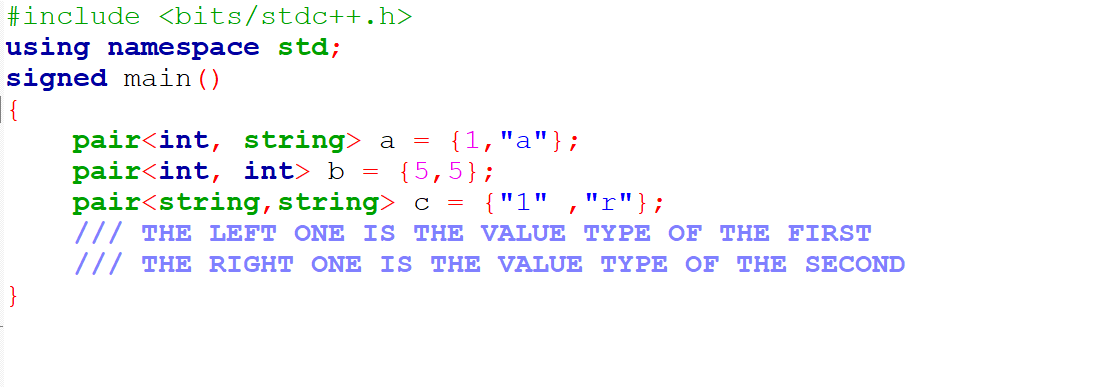 #include <bits/stdc++.h>
using namespace std;
signed main()
{
    pair<int, string> a = {1,"a"};
    pair<int, int> b = {5,5};
    pair<string,string> c = {"1" ,"r"};
    /// THE LEFT ONE IS THE VALUE TYPE OF THE FIRST
    /// THE RIGHT ONE IS THE VALUE TYPE OF THE SECOND
}